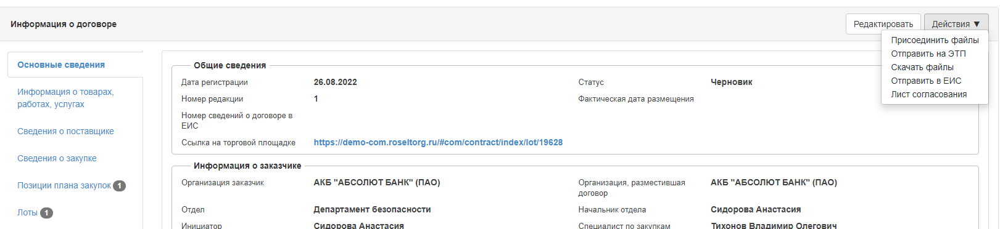 Информация о договоре
Редактировать
Действия ▼
Присоединить файлы
Отправить на ЭТП
Скачать файлы
Отправить в ЕИС
Лист согласования
Основные сведения
Информация о товарах,
работах, услугах
Сведения о поставщике
Сведения о закупке
Позиции плана закупок 1
Лоты 1
Общие сведения
Дата регистрации 26.08.2022 Статус Черновик
Номер редакции 1 Фактическая дата размещения
Номер сведений о договоре в
ЕИС
Ссылка на торговой площадке https://demo-com.roseltorg.ru/#com/contract/index/lot/19628
Информация о заказчике
Организация заказчик АКБ "АБСОЛЮТ БАНК" (ПАО) Организация, разместившая АКБ "АБСОЛЮТ БАНК" (ПАО)
договор
Отдел Департамент безопасности Начальник отдела Сидорова Анастасия
Инициатор Сидорова Анастасия Специалист по закупкам Тихонов Владимир Олегович